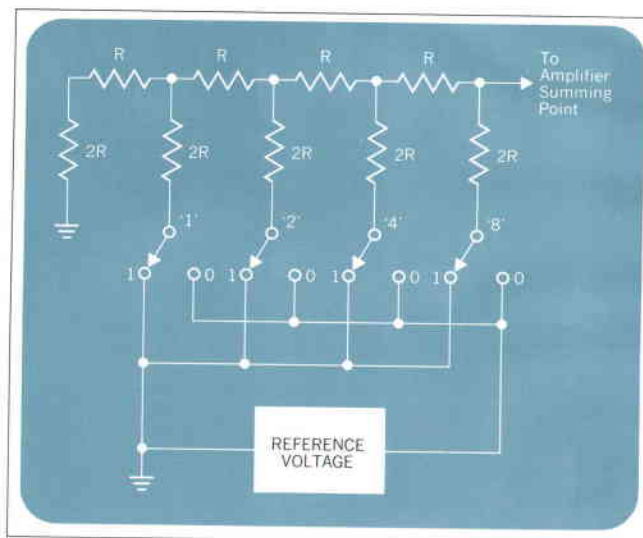 R R R R
To
Amplifier
Summing
Point
2R 2R 2R 2R 2R
'1' '2' '4' '8'
1 0 1 0 1 0 1 0
REFERENCE
VOLTAGE